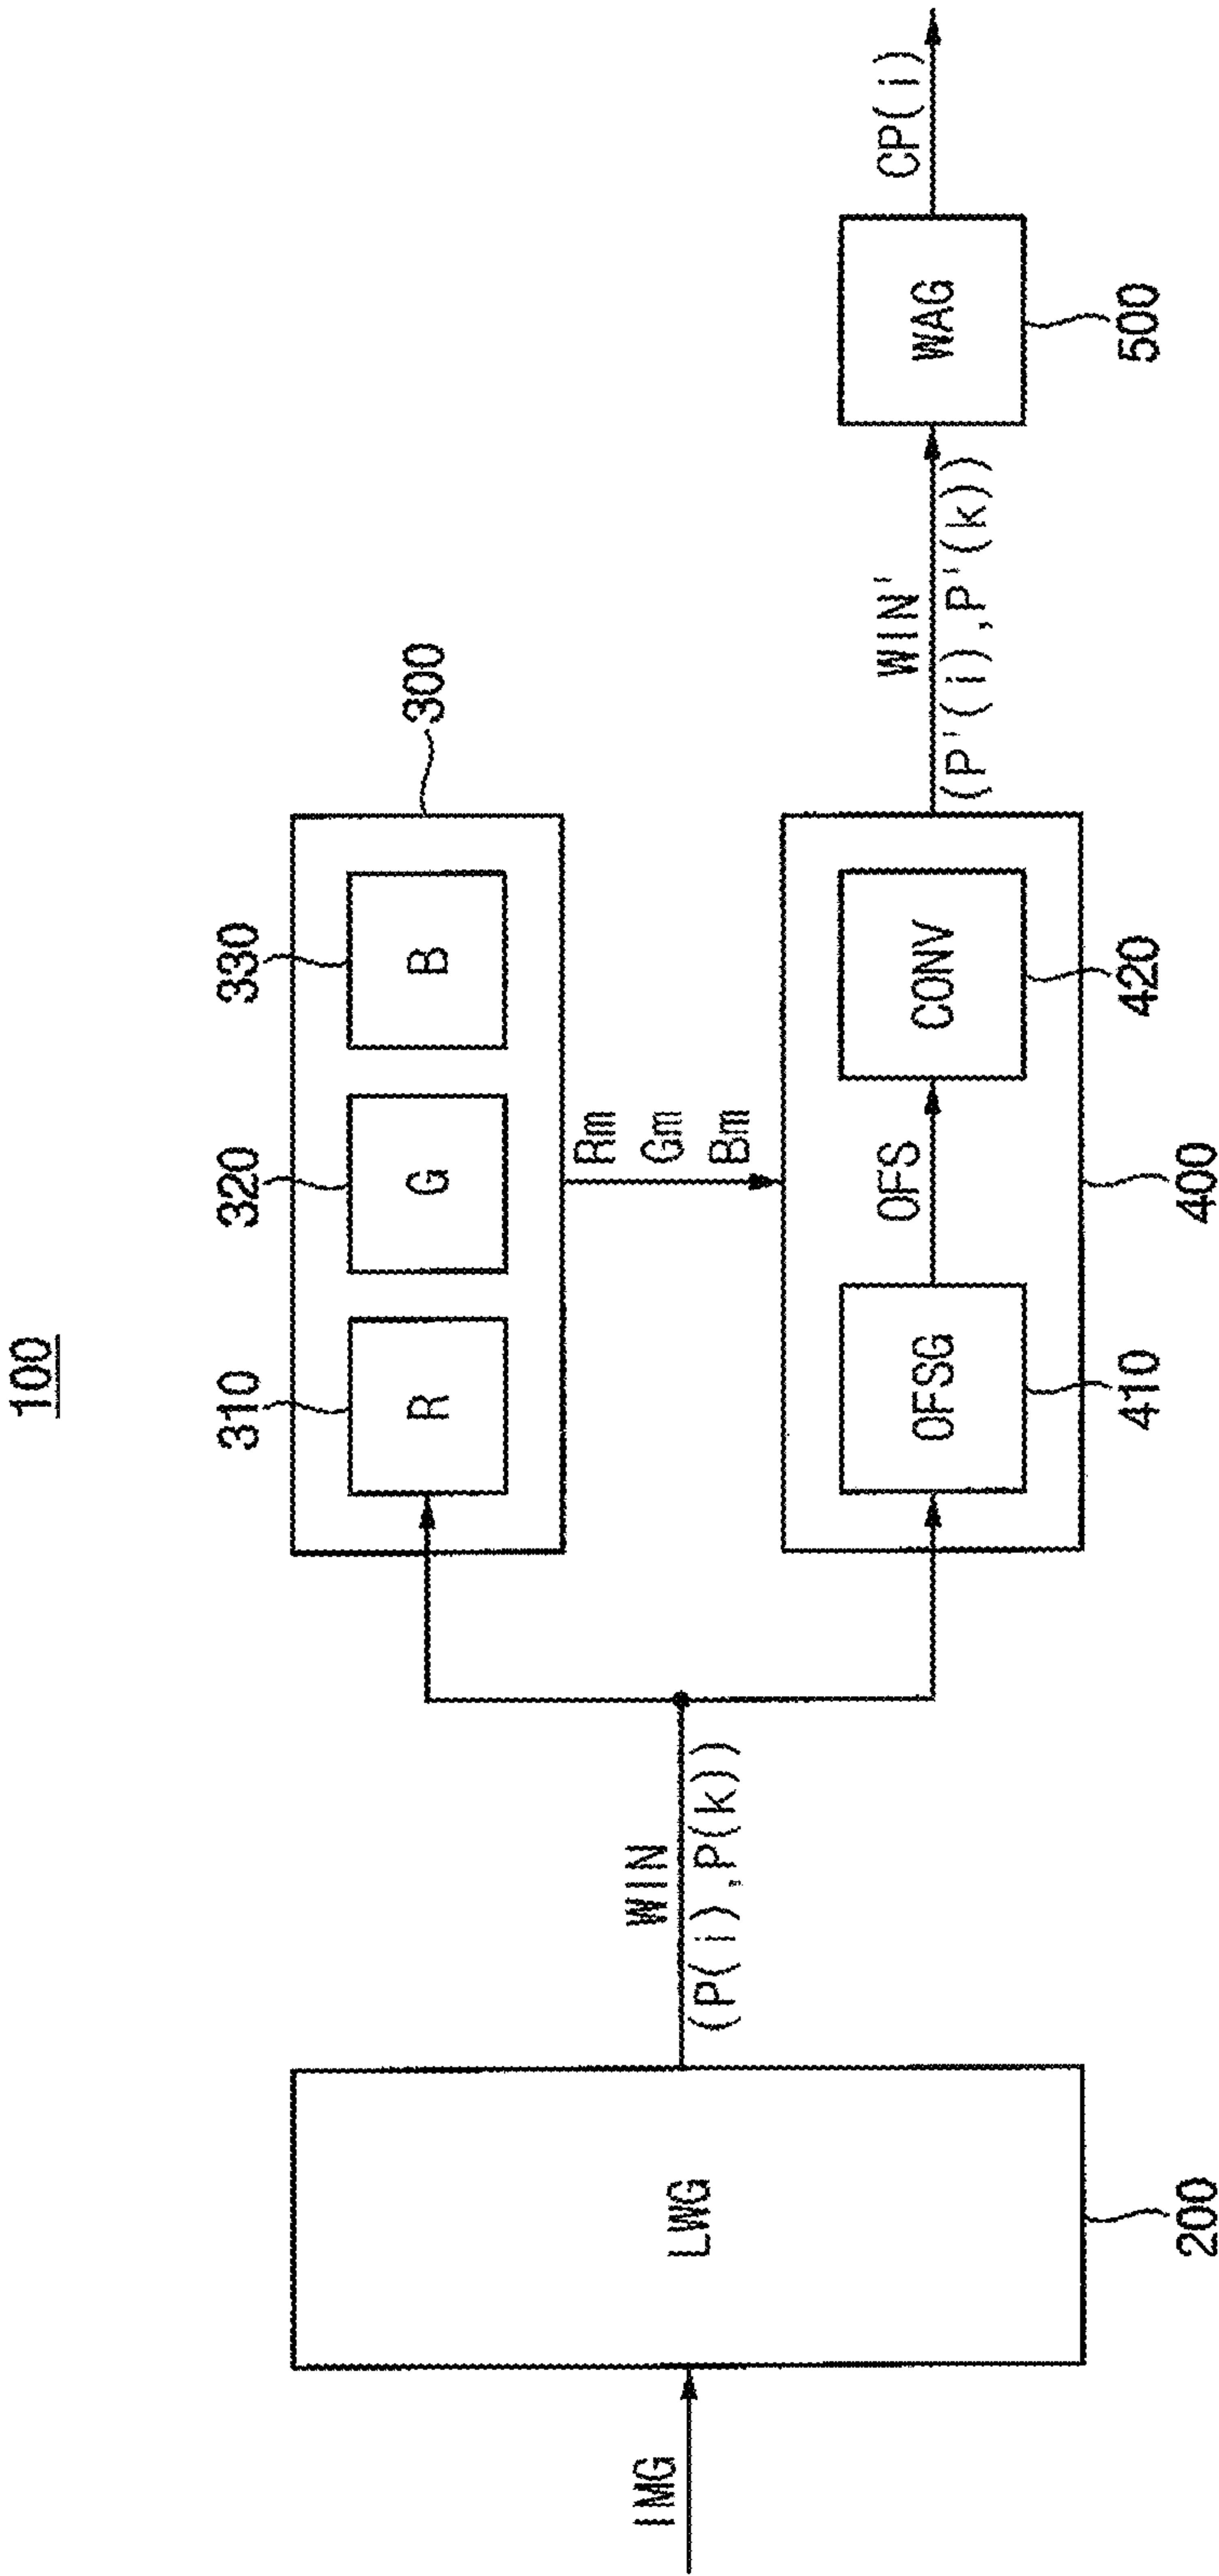 100
IMG
LWG
200
WIN
(P(i),P(k))
300
310
320
330
R
G
B
Rm
Gm
Bm
OFSG
OFS
CONV
410
400
420
WIN'
(P'(i),P'(k))
WAG
500
CP(i)